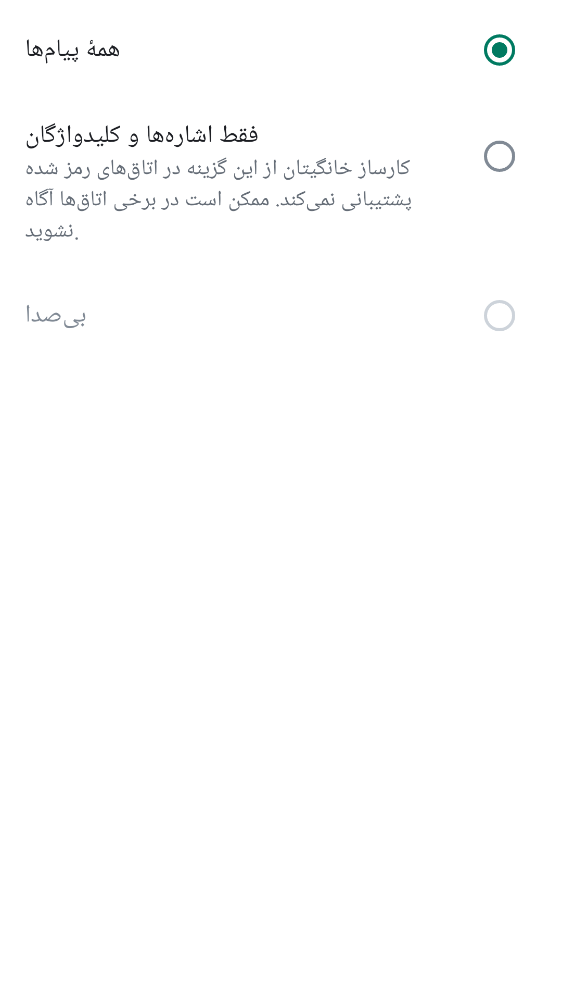 همهٔ پیام‌ها
فقط اشاره‌ها و کلیدواژگان
کارساز خانگیتان از این گزینه در اتاق‌های رمز شده
پشتیبانی نمی‌کند. ممکن است در برخی اتاق‌ها آگاه
نشوید.
بی‌صدا